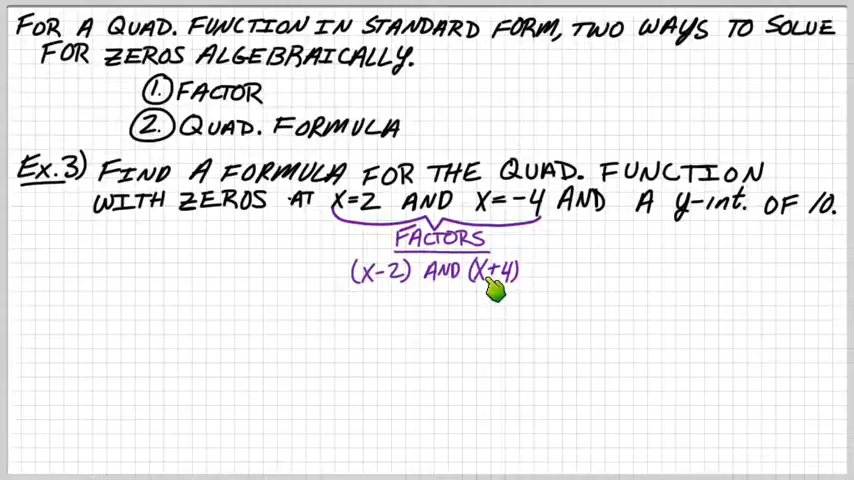 FOR A QUAD. FUNCTION IN STANDARD FORM, TWO WAYS TO SOLVE
FOR ZEROS ALGEBRAICALLY.
1. FACTOR
2. QUAD. FORMULA
Ex.3) FIND A FORMULA FOR THE QUAD. FUNCTION
WITH ZEROS AT X=2 AND X=-4 AND A y-int. OF 10.
FACTORS
(X-2) AND (X+4)